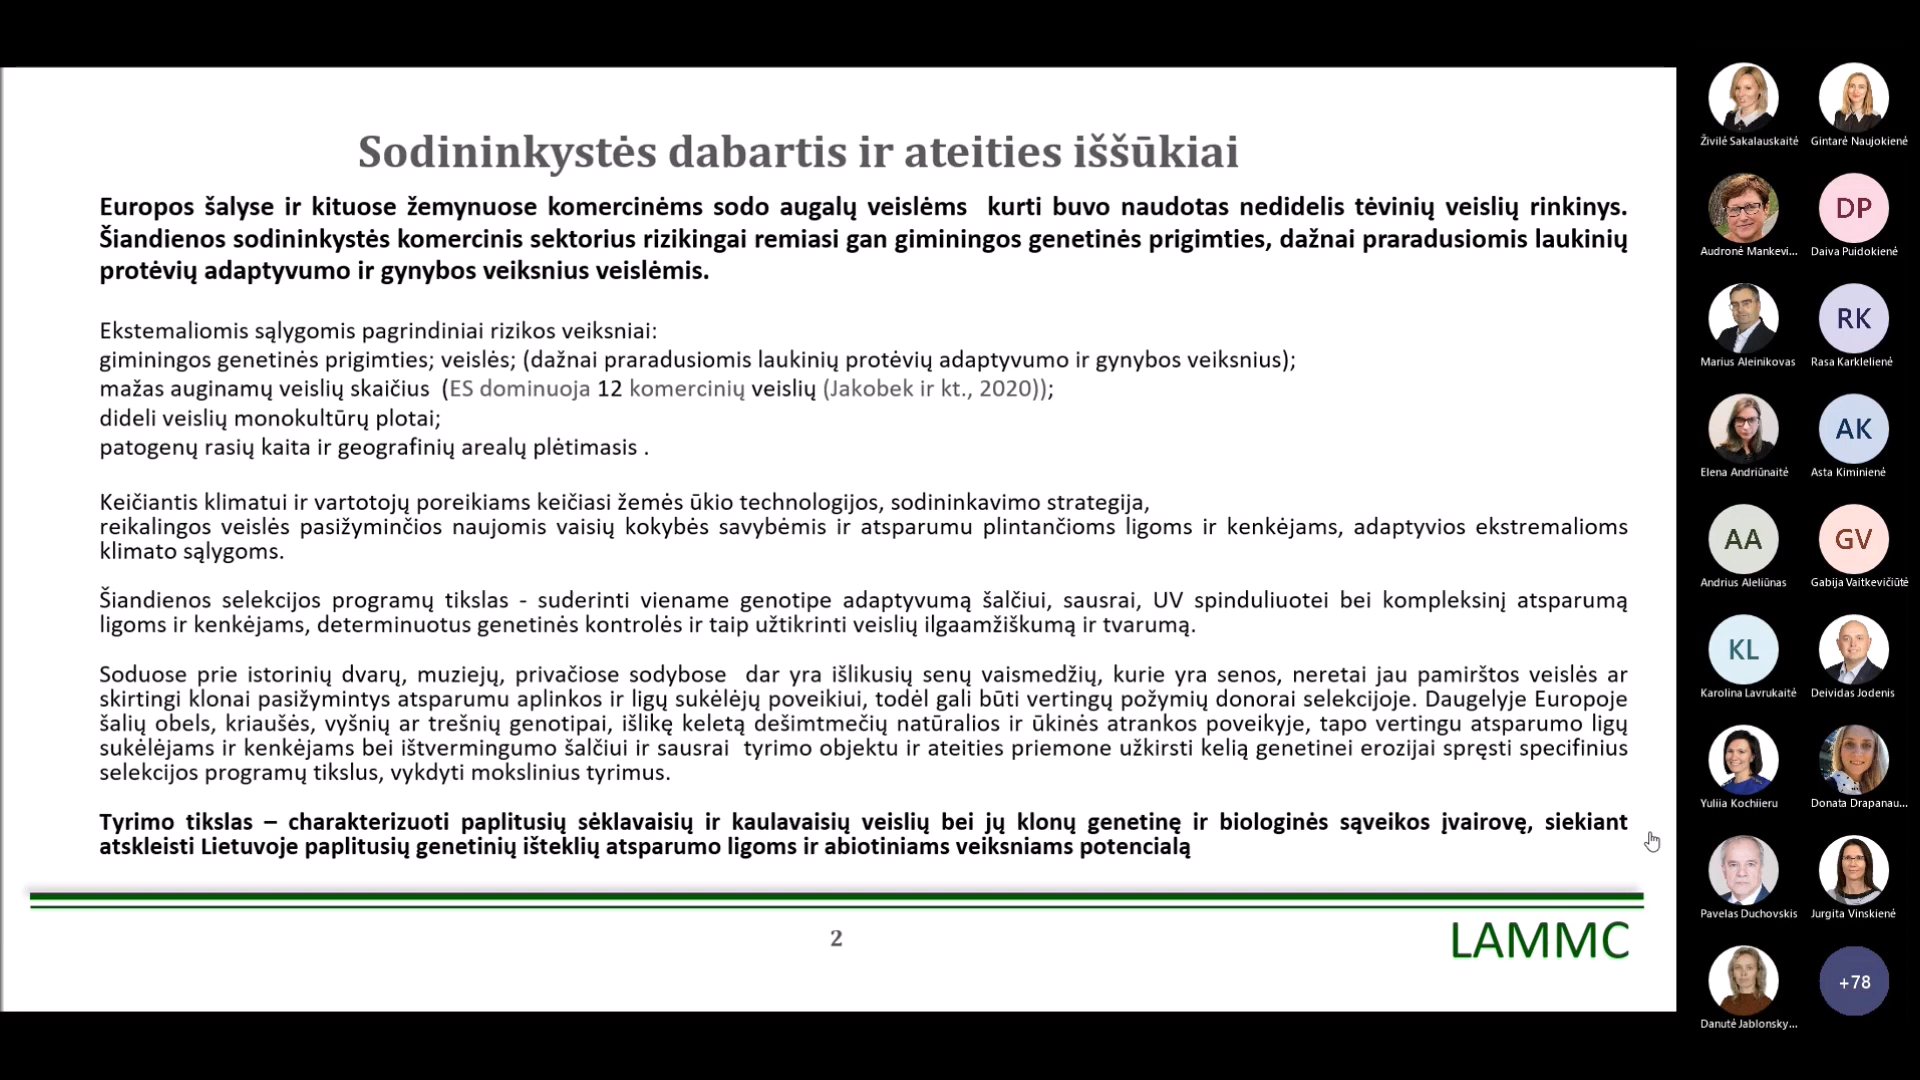 Sodininkystės dabartis ir ateities iššūkiai
Europos šalyse ir kituose žemynuose komercinėms sodo augalų veislėms kurti buvo naudotas nedidelis tėvinių veislių rinkinys.
Šiandienos sodininkystės komercinis sektorius rizikingai remiasi gan giminingos genetinės prigimties, dažnai praradusiomis laukinių
protėvių adaptyvumo ir gynybos veiksnius veislėmis.
Ekstemaliomis sąlygomis pagrindiniai rizikos veiksniai:
giminingos genetinės prigimties; veislės; (dažnai praradusiomis laukinių protėvių adaptyvumo ir gynybos veiksnius);
mažas auginamų veislių skaičius (ES dominuoja 12 komercinių veislių (Jakobek ir kt., 2020));
dideli veislių monokultūrų plotai;
patogenų rasių kaita ir geografinių arealų plėtimasis .
Keičiantis klimatui ir vartotojų poreikiams keičiasi žemės ūkio technologijos, sodininkavimo strategija,
reikalingos veislės pasižyminčios naujomis vaisių kokybės savybėmis ir atsparumu plintančioms ligoms ir kenkėjams, adaptyvios ekstremalioms
klimato sąlygoms.
Šiandienos selekcijos programų tikslas - suderinti viename genotipe adaptyvumą šalčiui, sausrai, UV spinduliuotei bei kompleksinį atsparumą
ligoms ir kenkėjams, determinuotus genetinės kontrolės ir taip užtikrinti veislių ilgaamžiškumą ir tvarumą.
Soduose prie istorinių dvarų, muziejų, privačiose sodybose dar yra išlikusių senų vaismedžių, kurie yra senos, neretai jau pamirštos veislės ar
skirtingi klonai pasižymintys atsparumu aplinkos ir ligų sukėlėjų poveikiui, todėl gali būti vertingų požymių donorai selekcijoje. Daugelyje Europoje
šalių obels, kriaušės, vyšnių ar trešnių genotipai, išlikę keletą dešimtmečių natūralios ir ūkinės atrankos poveikyje, tapo vertingu atsparumo ligų
sukėlėjams ir kenkėjams bei ištvermingumo šalčiui ir sausrai tyrimo objektu ir ateities priemone užkirsti kelią genetinei erozijai spręsti specifinius
selekcijos programų tikslus, vykdyti mokslinius tyrimus.
Tyrimo tikslas – charakterizuoti paplitusių sėklavaisių ir kaulavaisių veislių bei jų klonų genetinę ir biologinės sąveikos įvairovę, siekiant
atskleisti Lietuvoje paplitusių genetinių išteklių atsparumo ligoms ir abiotiniams veiksniams potencialą
2
LAMMC
Živilė Sakalauskaitė
Gintarė Naujokienė
Audronė Mankevi...
DP
Daiva Puidokienė
Marius Aleinikovas
RK
Rasa Karklelienė
Elena Andriūnaitė
AK
Asta Kiminienė
AA
Andrius Aleliūnas
GV
Gabija Vaitkevičiūtė
KL
Karolina Lavrukaitė
Deividas Jodenis
Yuliia Kochiieru
Donata Drapanau...
Pavelas Duchovskis
Jurgita Vinskienė
Danutė Jablonsky...
+78